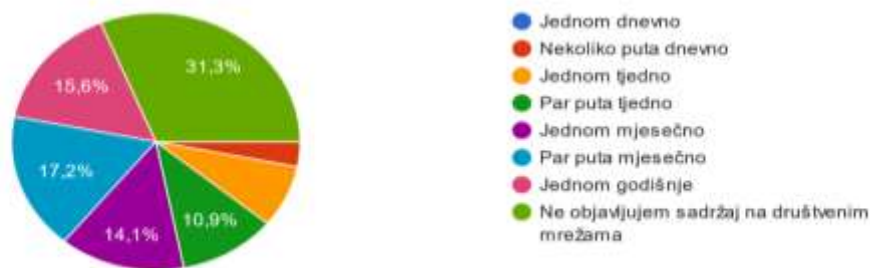 31,3%
15,6%
17,2%
14,1%
10,9%
Jednom dnevno
Nekoliko puta dnevno
Jednom tjedno
Par puta tjedno
Jednom mjesečno
Par puta mjesečno
Jednom godišnje
Ne objavljujem sadržaj na društvenim
mrežama